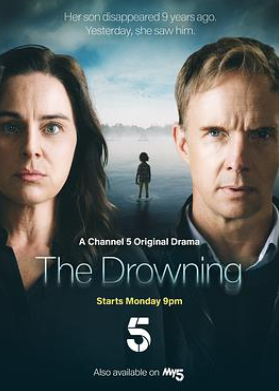 Her son disappeared 9 years ago.
Yesterday, she saw him.
A Channel 5 Original Drama
The Drowning
Starts Monday 9pm
5
Also available on My5